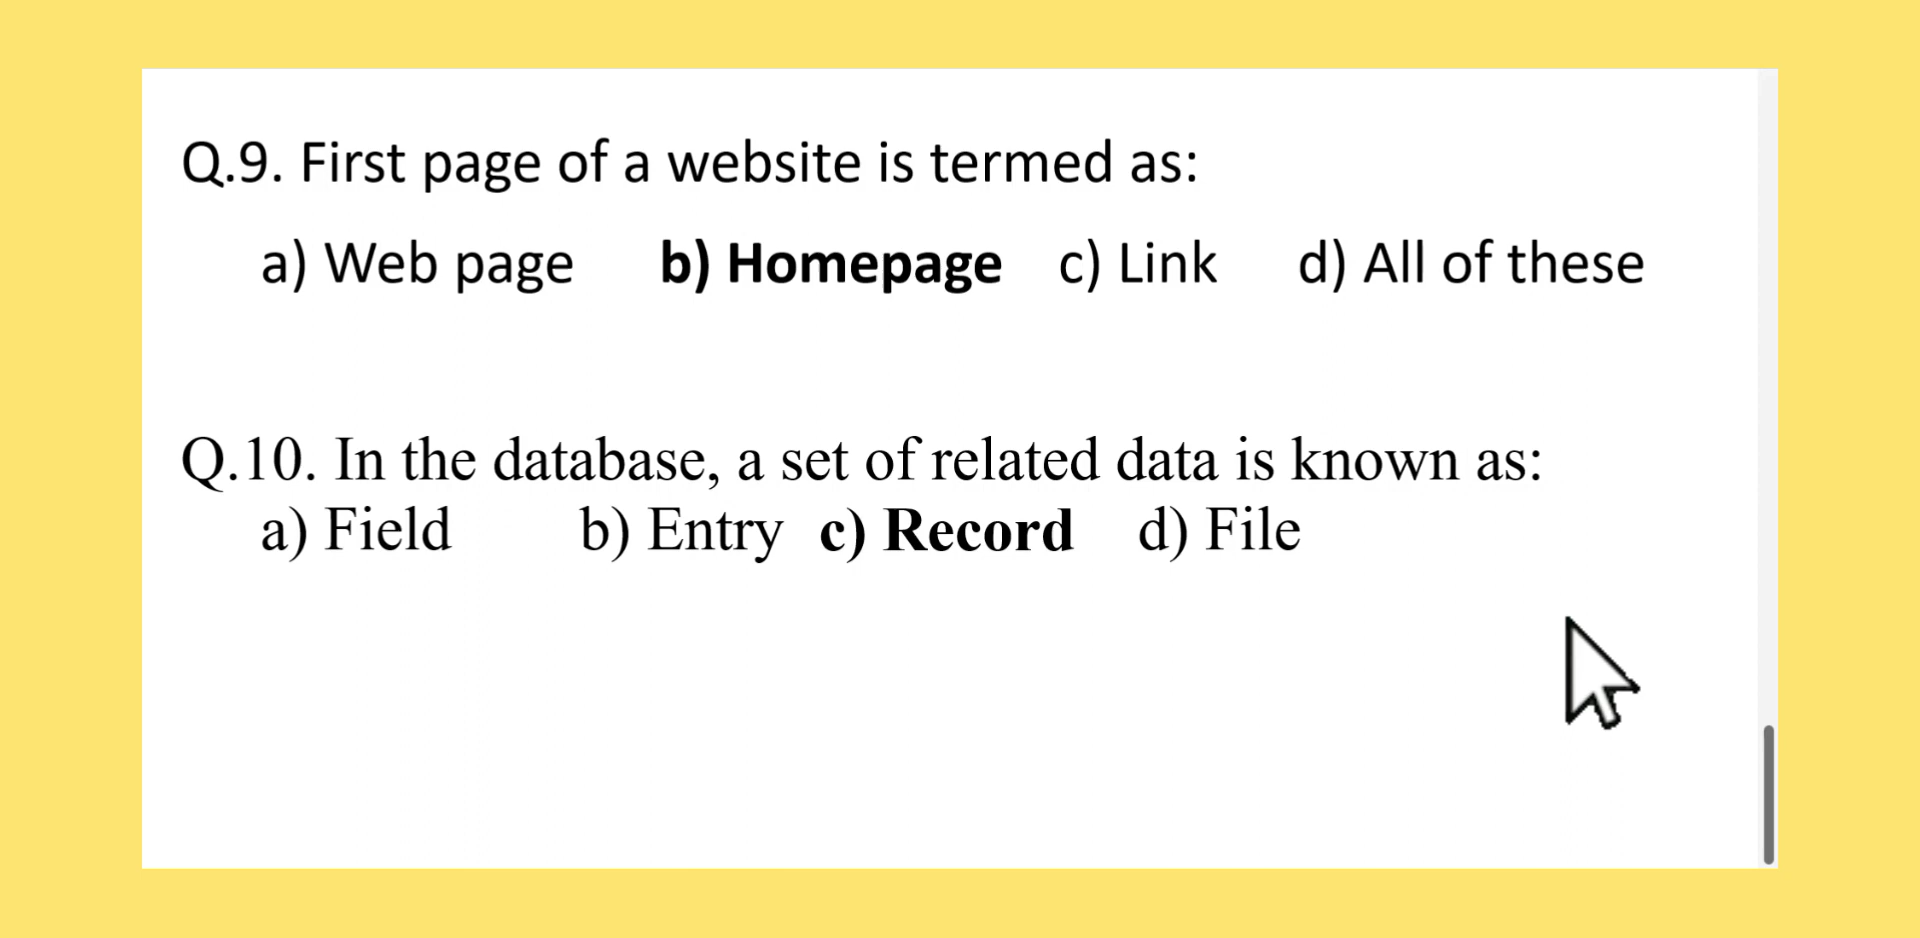 Q.9. First page of a website is termed as:
a) Web page b) Homepage c) Link d) All of these
Q.10. In the database, a set of related data is known as:
a) Field b) Entry c) Record d) File